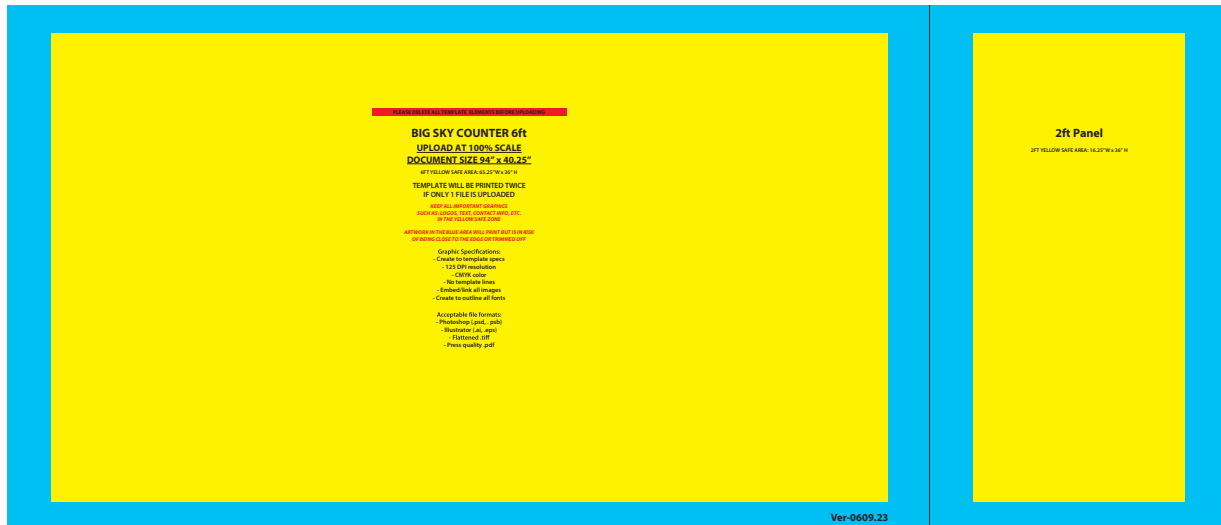 PLEASE DELETE ALL TEMPLATE ELEMENTS BEFORE UPLOADING
BIG SKY COUNTER 6ft
UPLOAD AT 100% SCALE
DOCUMENT SIZE 94” x 40.25”
6FT YELLOW SAFE AREA: 65.25”W x 36” H
TEMPLATE WILL BE PRINTED TWICE
IF ONLY 1 FILE IS UPLOADED
KEEP ALL IMPORTANT GRAPHICS
SUCH AS: LOGOS, TEXT, CONTACT INFO, ETC.
IN THE YELLOW SAFE ZONE
ARTWORK IN THE BLUE AREA WILL PRINT BUT IS IN RISK
OF BEING CLOSE TO THE EDGE OR TRIMMED OFF
Graphic Specifications:
- Create to template specs
- 125 DPI resolution
- CMYK color
- No template lines
- Embed/link all images
- Create to outline all fonts
Acceptable file formats:
- Photoshop (.psd, . psb)
- Illustrator (.ai, .eps)
- Flattened .tiff
- Press quality .pdf
Ver-0609.23
2ft Panel
2FT YELLOW SAFE AREA: 16.25”W x 36” H